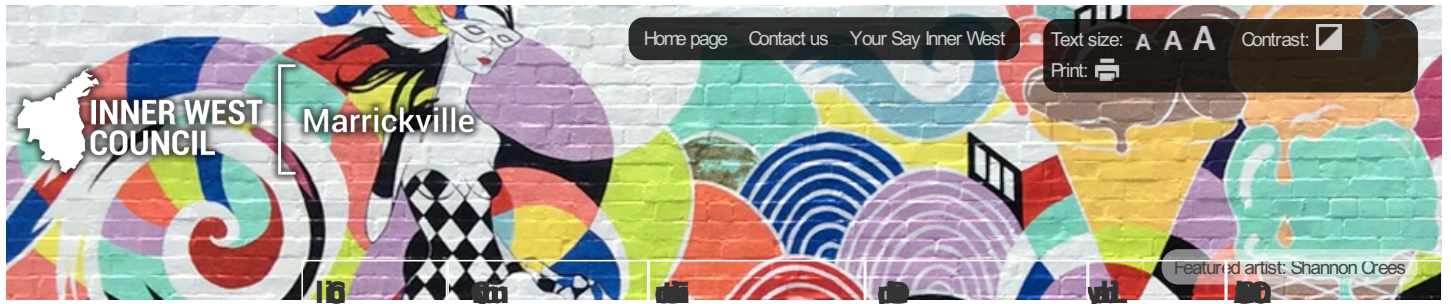 Home page Contact us Your Say Inner West
Text size: A A A Contrast:
Print:
INNER WEST
COUNCIL
Marrickville
Featured artist: Shannon Crees